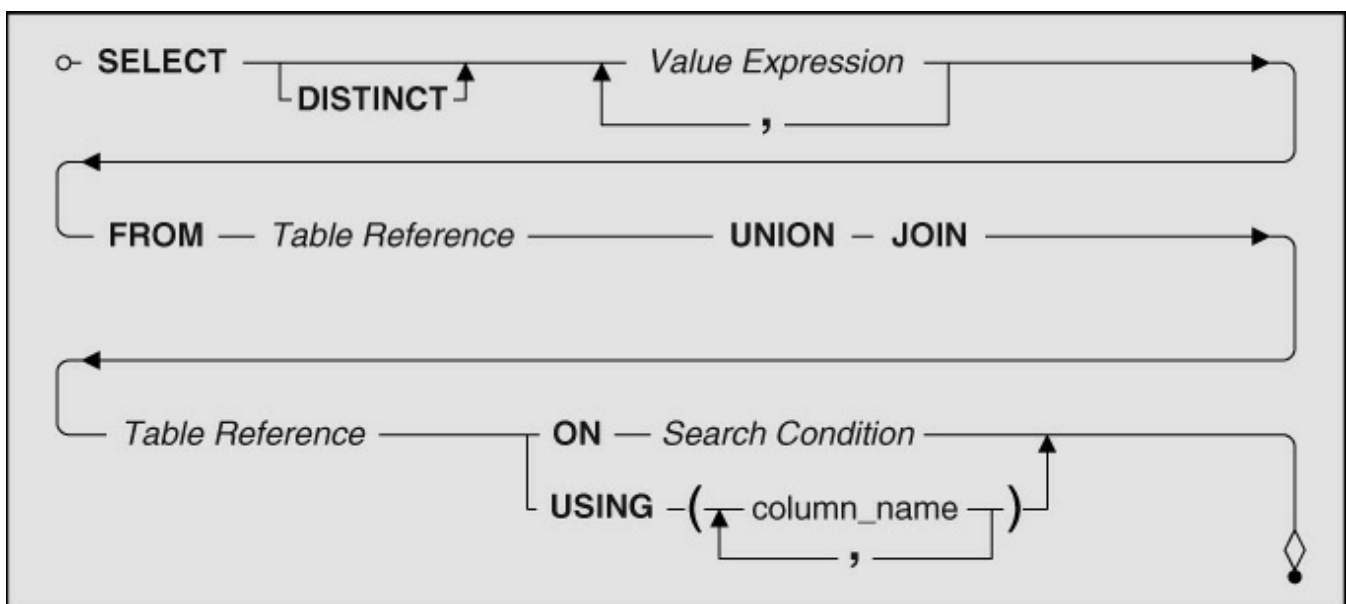 SELECT Value Expression
DISTINCT
,
FROM Table Reference UNION JOIN
Table Reference ON Search Condition
USING ( column_name )
,